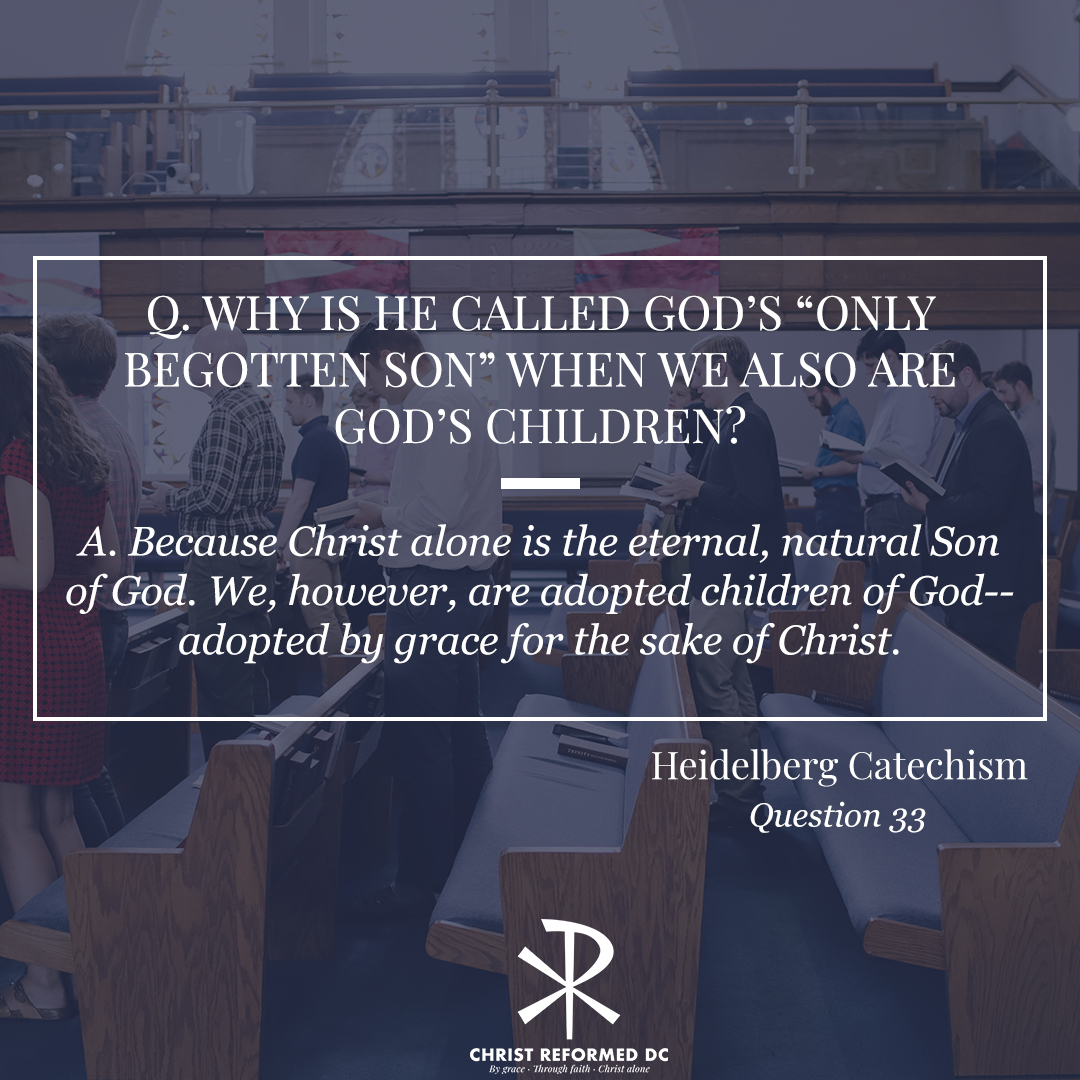 Q. WHY IS HE CALLED GOD’S “ONLY
BEGOTTEN SON” WHEN WE ALSO ARE
GOD’S CHILDREN?
A. Because Christ alone is the eternal, natural Son
of God. We, however, are adopted children of God--
adopted by grace for the sake of Christ.
Heidelberg Catechism
Question 33
CHRIST REFORMED DC
By grace · Through faith · Christ alone